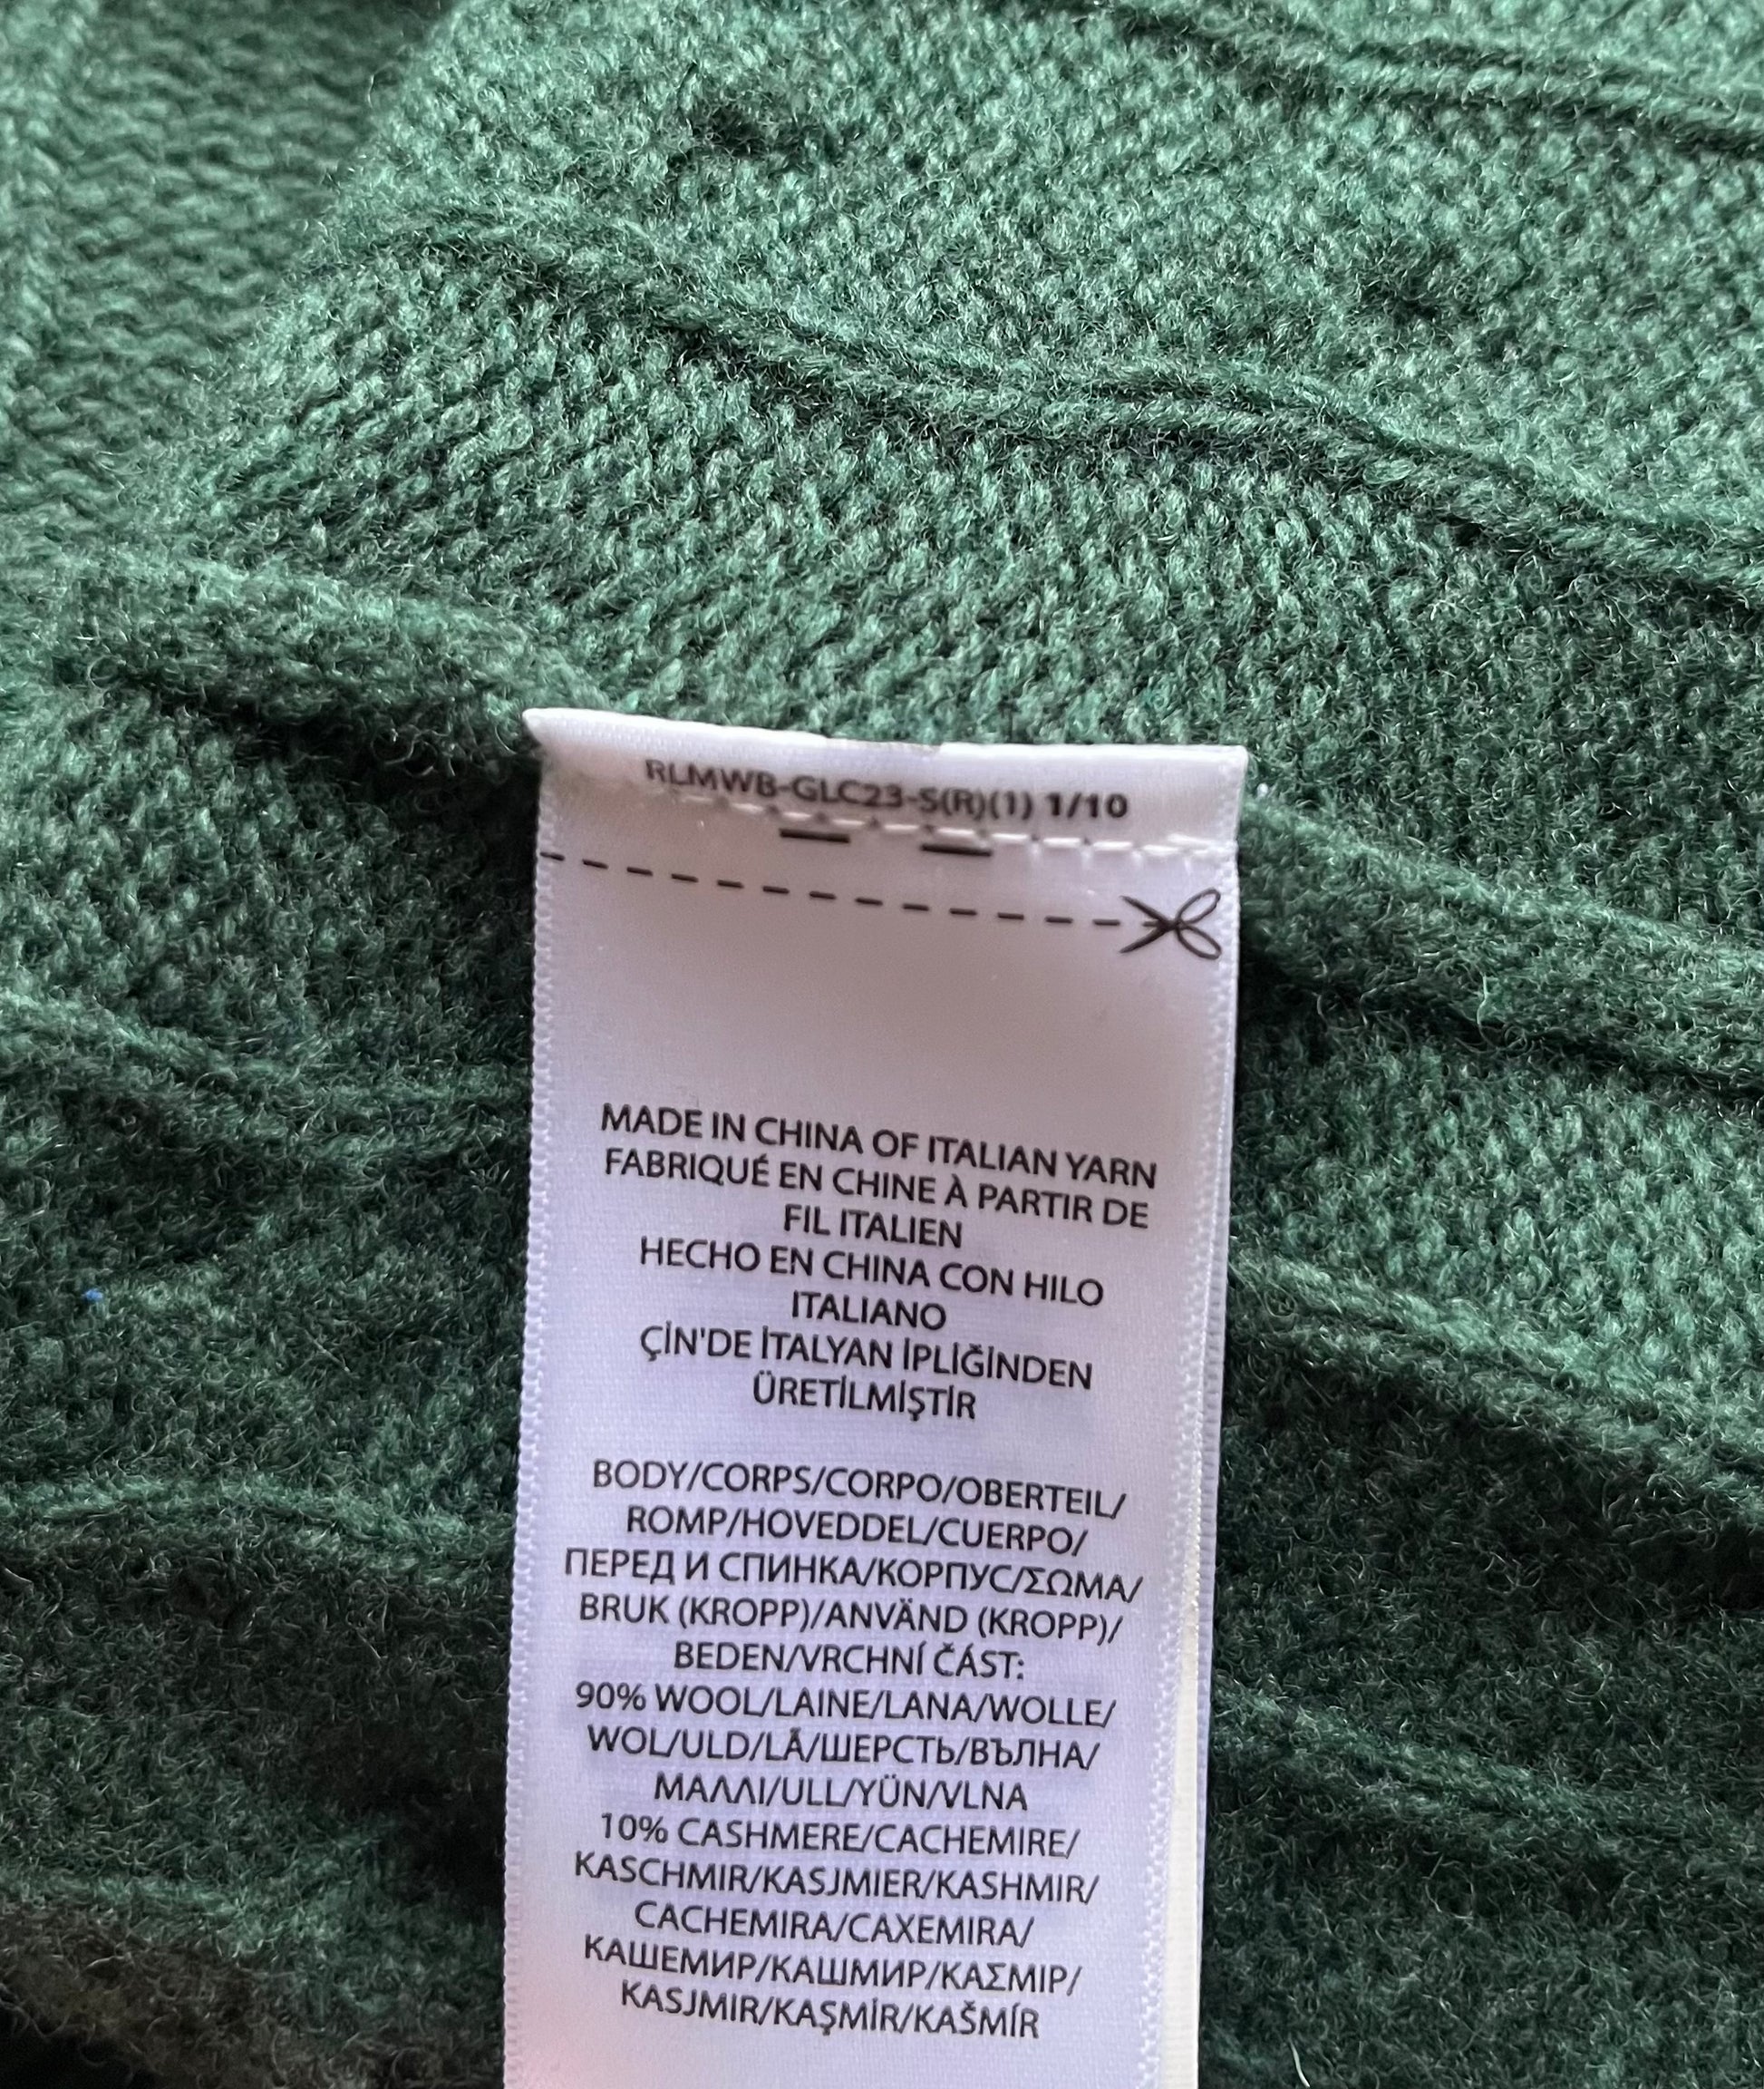 RLMWB-GLC23-S(R)(1) 1/10
MADE IN CHINA OF ITALIAN YARN
FABRIQUÉ EN CHINE À PARTIR DE
FIL ITALIEN
HECHO EN CHINA CON HILO
ITALIANO
ÇİN'DE İTALYAN İPLİĞİNDEN
ÜRETİLMİŞTİR
BODY/CORPS/CORPO/OBERTEIL/
ROMP/HOVEDDEL/CUERPO/
ПЕРЕД И СПИНКА/КОРПУС/ΣΩΜΑ/
BRUK (KROPP)/ANVÄND (KROPP)/
BEDEN/VRCHNÍ ČÁST:
90% WOOL/LAINE/LANA/WOLLE/
WOL/ULD/LÃ/ШЕРСТЬ/ВЪЛНА/
ΜΑΛΛΙ/ULL/YÜN/VLNA
10% CASHMERE/CACHEMIRE/
KASCHMIR/KASJMIER/KASHMIR/
CACHEMIRA/CAXEMIRA/
КАШЕМИР/КАШМИР/ΚΑΣΜΙΡ/
KASJMIR/KAŞMİR/KAŠMÍR